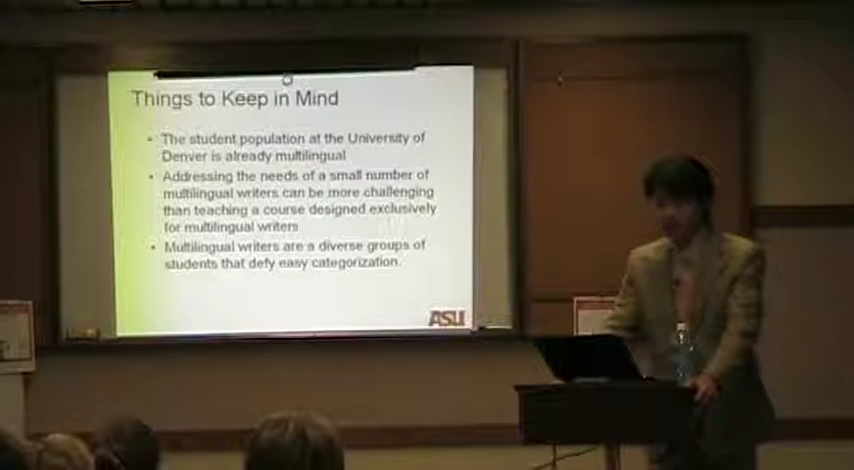 Things to Keep in Mind
• The student population at the University of
Denver is already multilingual
• Addressing the needs of a small number of
multilingual writers can be more challenging
than teaching a course designed exclusively
for multilingual writers
• Multilingual writers are a diverse groups of
students that defy easy categorization.
ASU